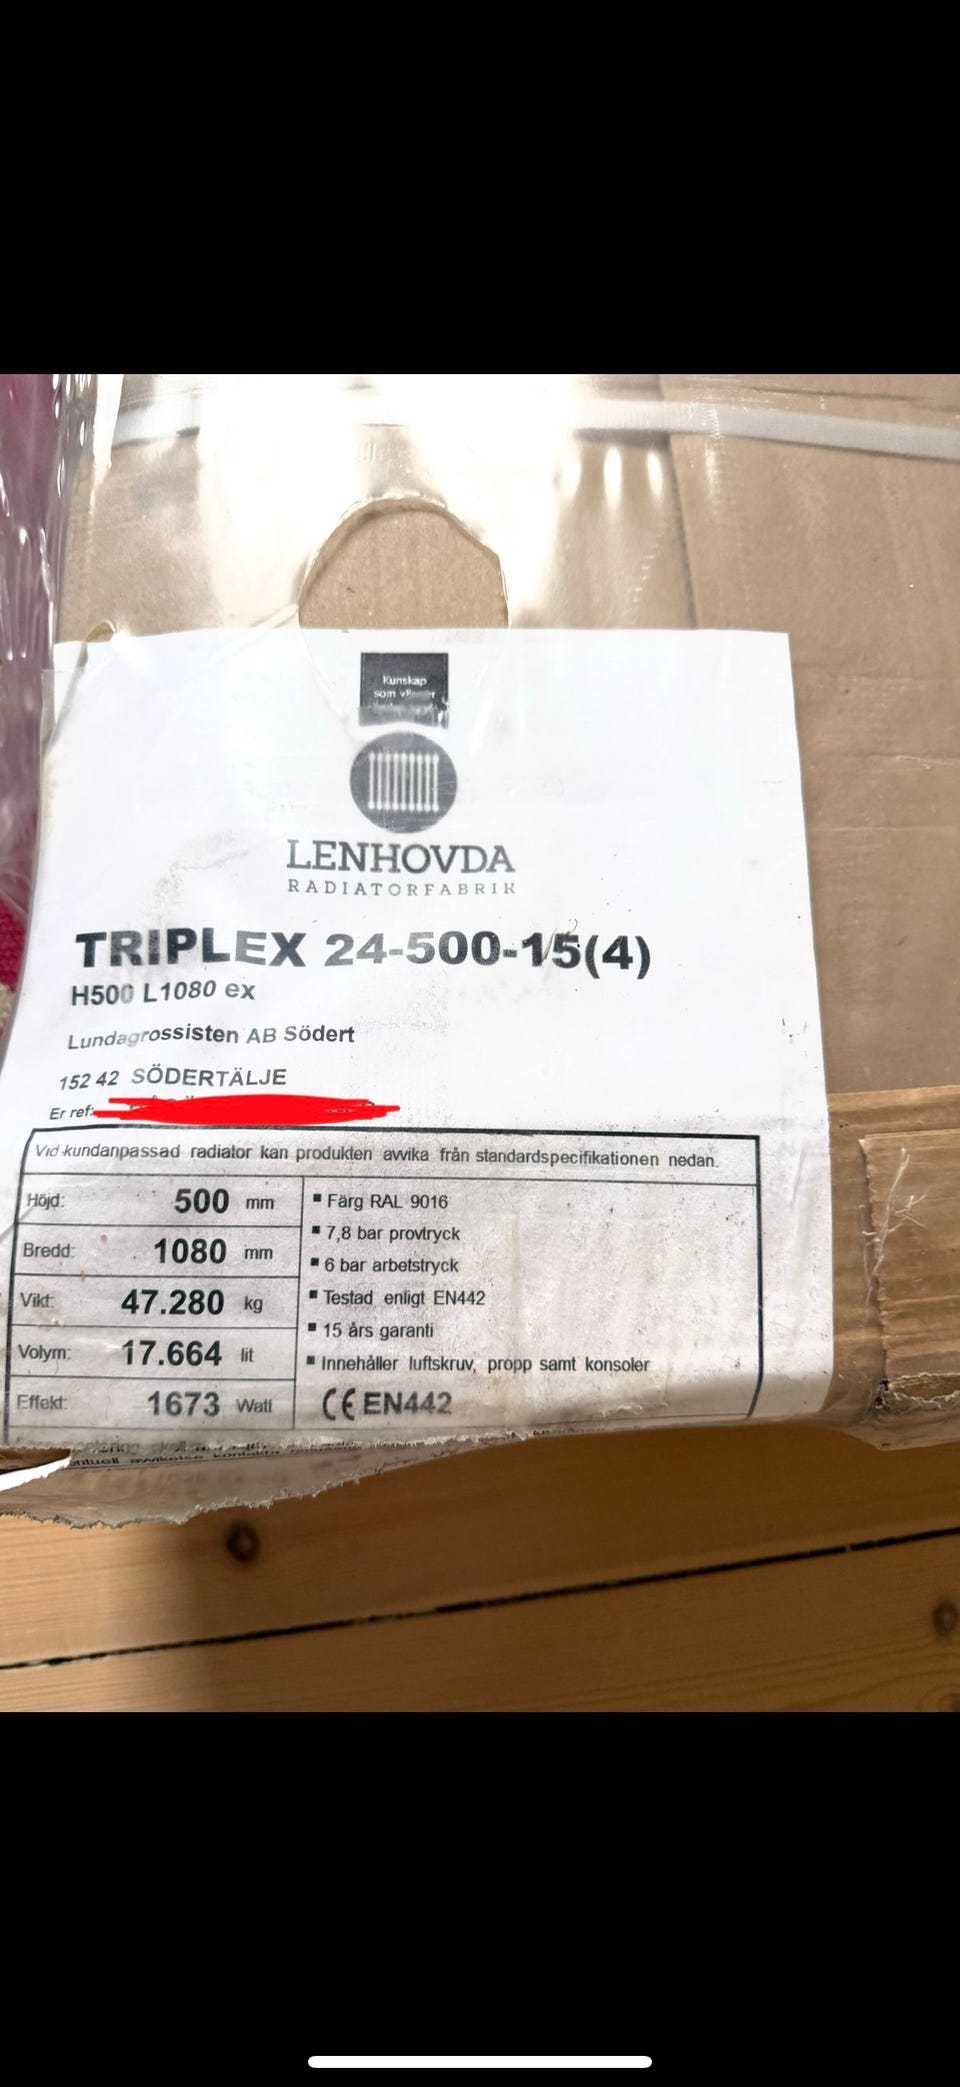 Kunskap
som
LENHOVDA
RADIATORFABRIK
TRIPLEX 24-500-15(4)
H500 L1080 ex
Lundagrossisten AB Södert
152 42 SÖDERTÄLJE
Er ref:
Vid kundanpassad radiator kan produkten avvika från standardspecifikationen nedan.
Höjd: 500 mm
Bredd: 1080 mm
Vikt: 47.280 kg
Volym: 17.664 lit
Effekt: 1673 Watt
▪ Färg RAL 9016
▪ 7,8 bar provtryck
▪ 6 bar arbetstryck
▪ Testad enligt EN442
▪ 15 års garanti
▪ Innehåller luftskruv, propp samt konsoler
CE EN442
avvikelse kontakta